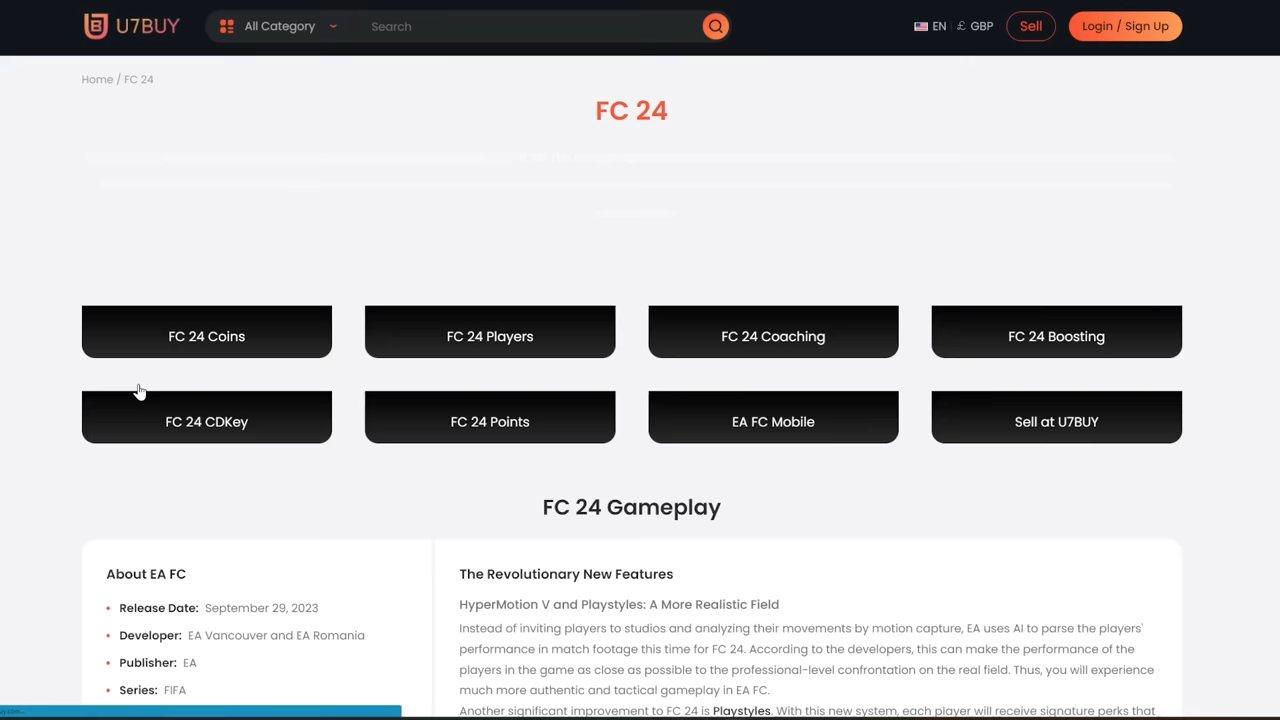 U7BUY
All Category
Search
EN
£ GBP
Sell
Login / Sign Up
Home / FC 24
FC 24
FC 24 Coins
FC 24 Players
FC 24 Coaching
FC 24 Boosting
FC 24 CDKey
FC 24 Points
EA FC Mobile
Sell at U7BUY
FC 24 Gameplay
About EA FC
• Release Date: September 29, 2023
• Developer: EA Vancouver and EA Romania
• Publisher: EA
• Series: FIFA
The Revolutionary New Features
HyperMotion V and Playstyles: A More Realistic Field
Instead of inviting players to studios and analyzing their movements by motion capture, EA uses AI to parse the players'
performance in match footage this time for FC 24. According to the developers, this can make the performance of the
players in the game as close as possible to the professional-level confrontation on the real field. Thus, you will experience
much more authentic and tactical gameplay in EA FC.
Another significant improvement to FC 24 is Playstyles. With this new system, each player will receive signature perks that